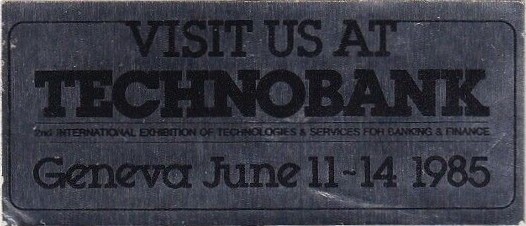 VISIT US AT
TECHNOBANK
2nd INTERNATIONAL EXHIBITION OF TECHNOLOGIES & SERVICES FOR BANKING & FINANCE
Geneva June 11-14 1985